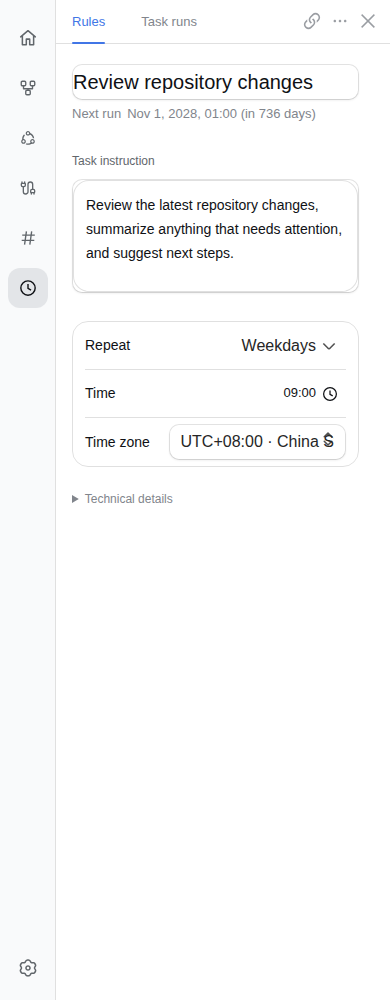 Rules
Task runs
Review repository changes
Next run Nov 1, 2028, 01:00 (in 736 days)
Task instruction
Review the latest repository changes,
summarize anything that needs attention,
and suggest next steps.
Repeat
Weekdays
Time
09:00
Time zone
UTC+08:00 · China S
Technical details